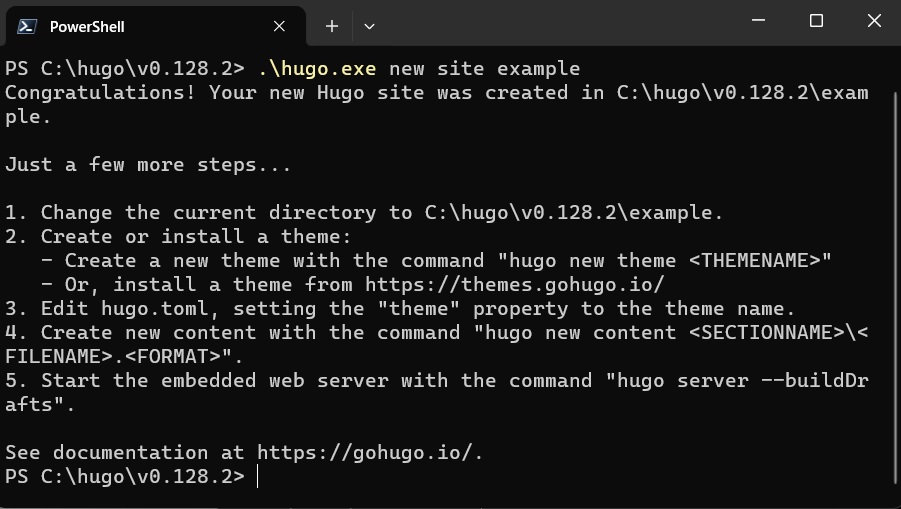 PowerShell
PS C:\hugo\v0.128.2> .\hugo.exe new site example
Congratulations! Your new Hugo site was created in C:\hugo\v0.128.2\exam
ple.
Just a few more steps...
1. Change the current directory to C:\hugo\v0.128.2\example.
2. Create or install a theme:
   - Create a new theme with the command "hugo new theme <THEMENAME>"
   - Or, install a theme from https://themes.gohugo.io/
3. Edit hugo.toml, setting the "theme" property to the theme name.
4. Create new content with the command "hugo new content <SECTIONNAME>\<
FILENAME>.<FORMAT>".
5. Start the embedded web server with the command "hugo server --buildDr
afts".
See documentation at https://gohugo.io/.
PS C:\hugo\v0.128.2>